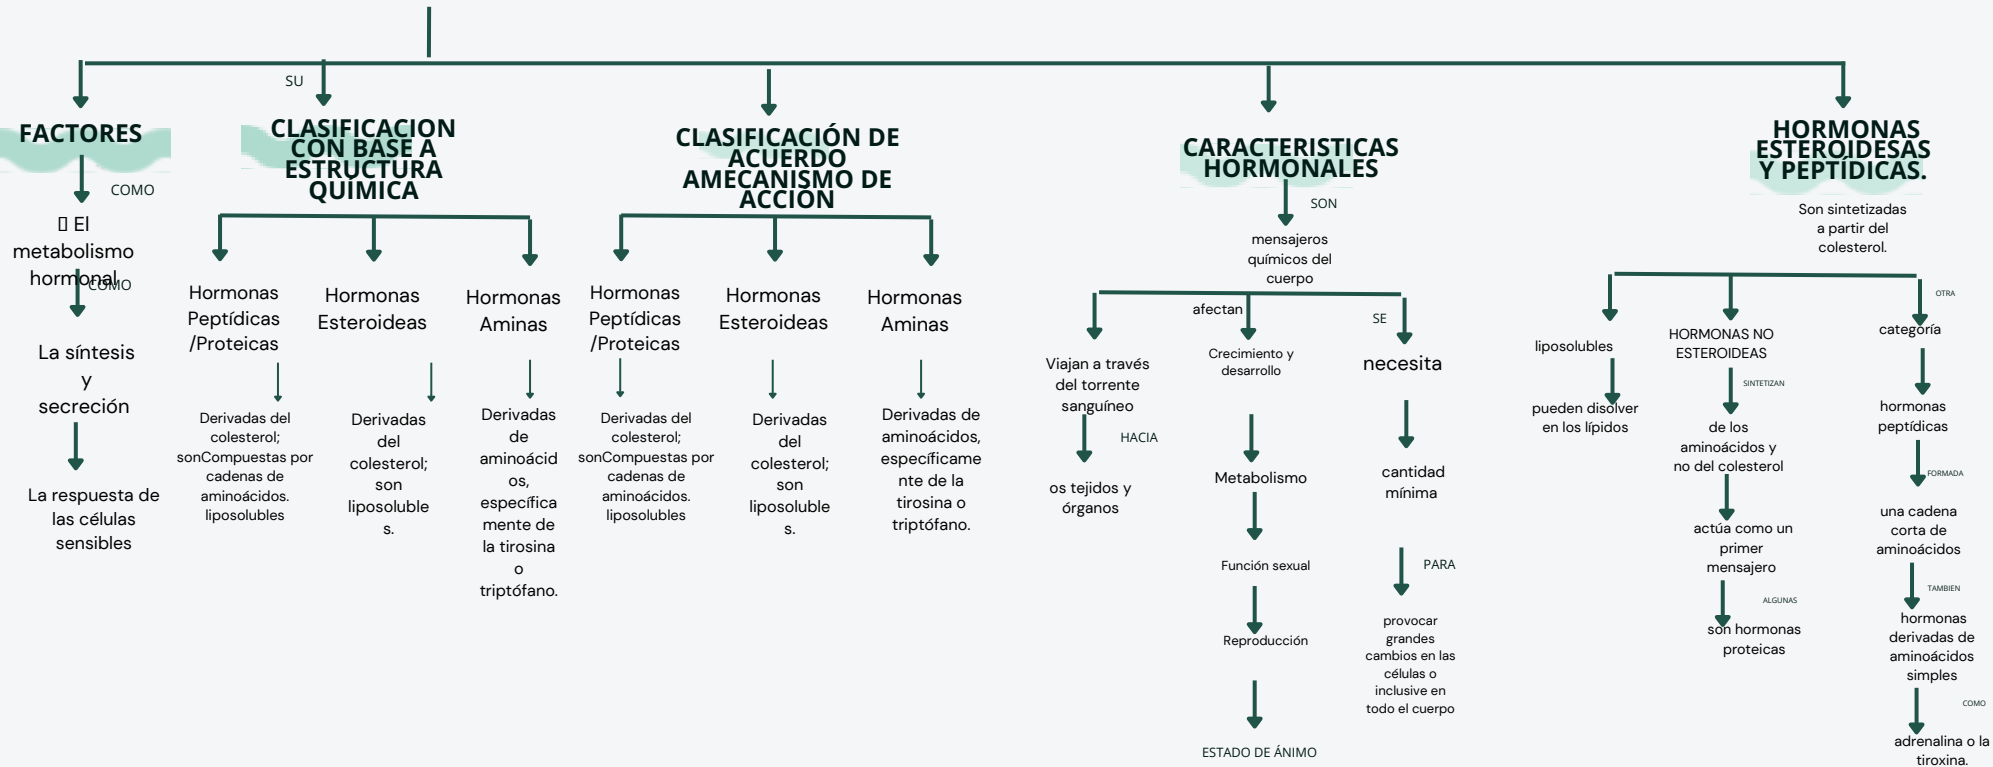 SU
FACTORES
COMO
El
metabolismo
hormonal
COMO
La síntesis
y
secreción
La respuesta de
las células
sensibles
CLASIFICACION
CON BASE A
ESTRUCTURA
QUÍMICA
Hormonas
Peptídicas
/Proteicas
Derivadas del
colesterol;
sonCompuestas por
cadenas de
aminoácidos.
liposolubles
Hormonas
Esteroideas
Derivadas
del
colesterol;
son
liposoluble
s.
Hormonas
Aminas
Derivadas
de
aminoácid
os,
específica
mente de
la tirosina
o
triptófano.
CLASIFICACIÓN DE
ACUERDO
AMECANISMO DE
ACCIÓN
Hormonas
Peptídicas
/Proteicas
Derivadas del
colesterol;
sonCompuestas por
cadenas de
aminoácidos.
liposolubles
Hormonas
Esteroideas
Derivadas
del
colesterol;
son
liposoluble
s.
Hormonas
Aminas
Derivadas de
aminoácidos,
específicame
nte de la
tirosina o
triptófano.
CARACTERISTICAS
HORMONALES
SON
mensajeros
químicos del
cuerpo
Viajan a través
del torrente
sanguíneo
HACIA
os tejidos y
órganos
afectan
Crecimiento y
desarrollo
Metabolismo
Función sexual
Reproducción
ESTADO DE ÁNIMO
SE
necesita
cantidad
mínima
PARA
provocar
grandes
cambios en las
células o
inclusive en
todo el cuerpo
HORMONAS
ESTEROIDESAS
Y PEPTÍDICAS.
Son sintetizadas
a partir del
colesterol.
liposolubles
pueden disolver
en los lípidos
HORMONAS NO
ESTEROIDEAS
SINTETIZAN
de los
aminoácidos y
no del colesterol
actúa como un
primer
mensajero
ALGUNAS
son hormonas
proteicas
OTRA
categoría
hormonas
peptídicas
FORMADA
una cadena
corta de
aminoácidos
TAMBIEN
hormonas
derivadas de
aminoácidos
simples
COMO
adrenalina o la
tiroxina.